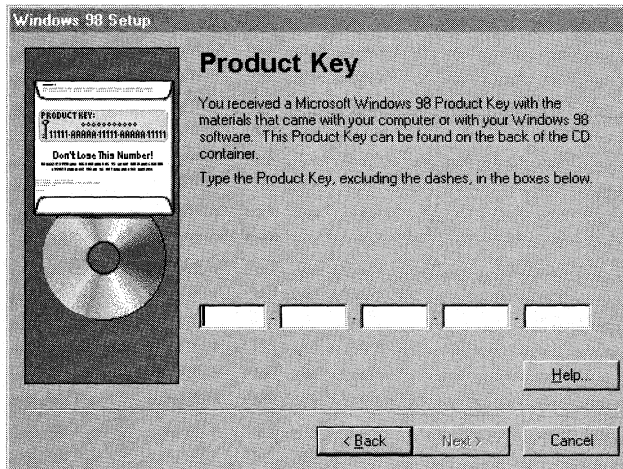 Windows 98 Setup
PRODUCT KEY:
11111-AAAAA-11111-AAAAA-11111
Don't Lose This Number!
Product Key
You received a Microsoft Windows 98 Product Key with the
materials that came with your computer or with your Windows 98
software. This Product Key can be found on the back of the CD
container.
Type the Product Key, excluding the dashes, in the boxes below.
- - - -
Help...
< Back
Next >
Cancel